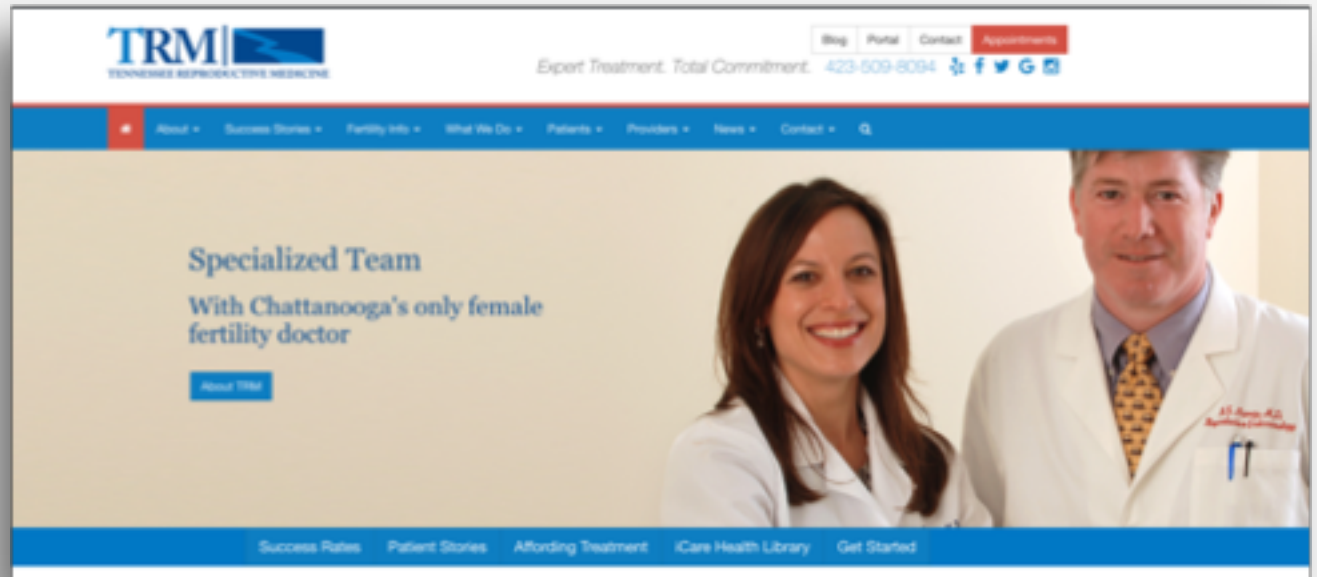 TRM
TENNESSEE REPRODUCTIVE MEDICINE
Blog Portal Contact Appointments
Expert Treatment. Total Commitment. 423-509-8094
About Success Stories Fertility Info What We Do Patients Providers News Contact
Specialized Team
With Chattanooga's only female
fertility doctor
About TRM
M.D.
Reproductive Endocrinology
Success Rates Patient Stories Affording Treatment iCare Health Library Get Started